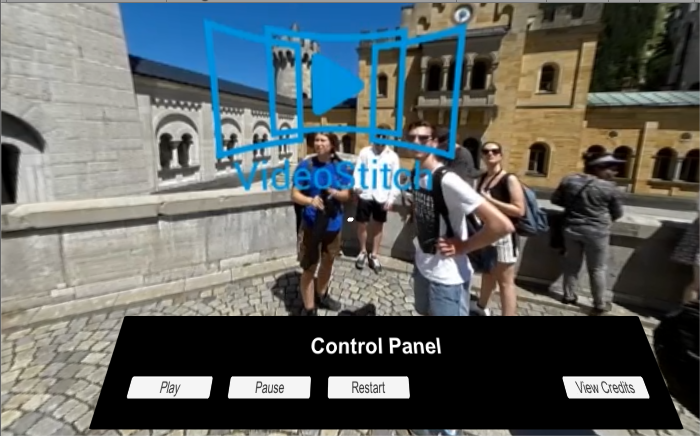 VideoStitch
Control Panel
Play
Pause
Restart
View Credits